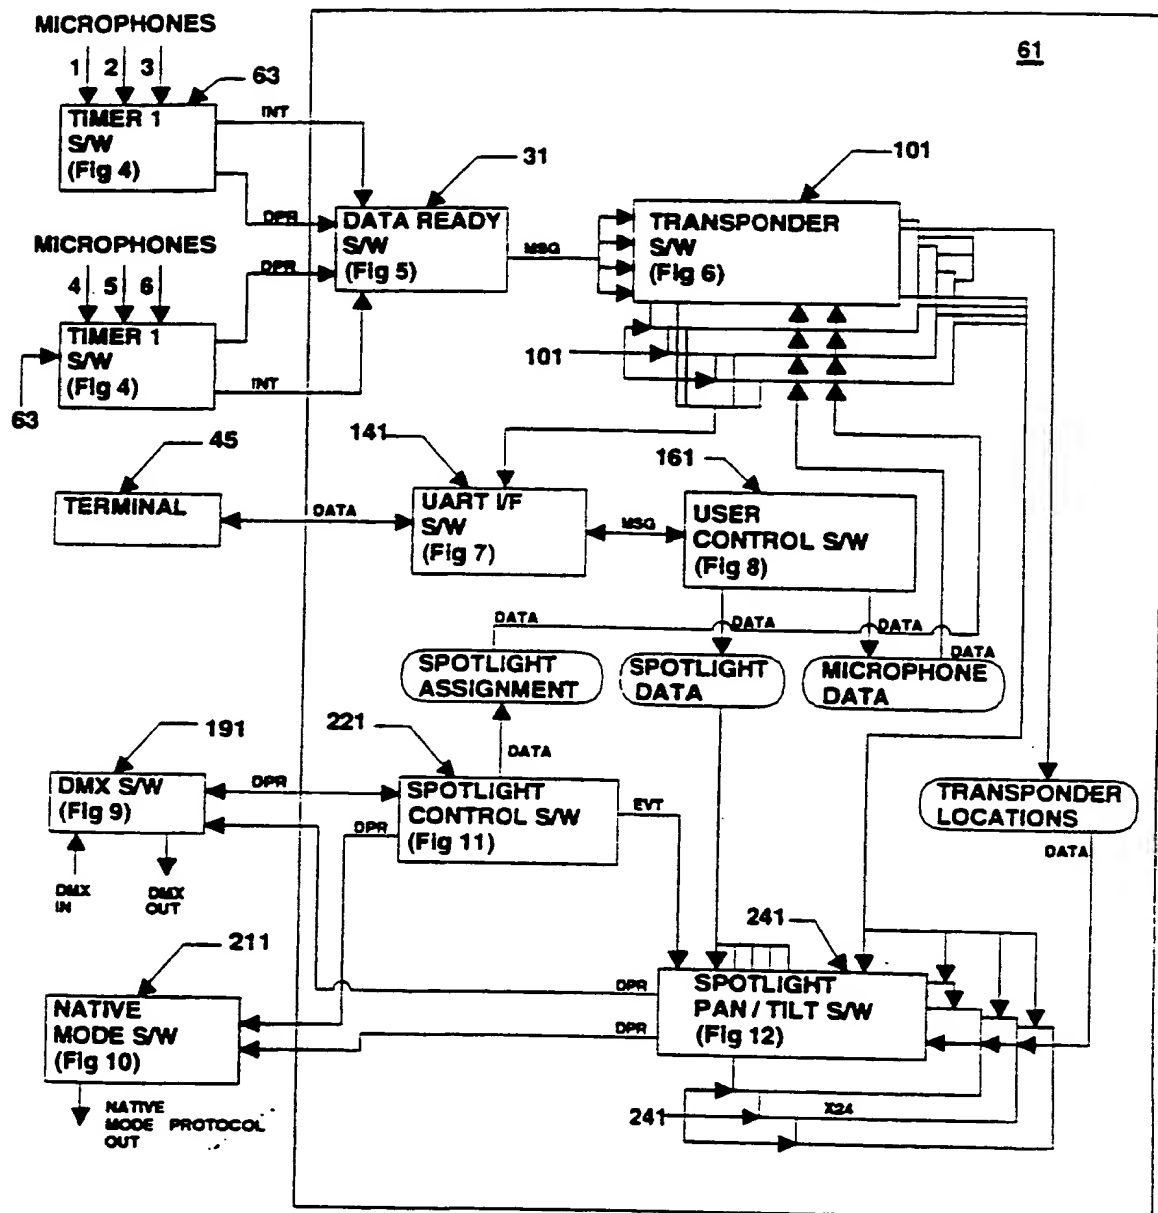 MICROPHONES
61
1 2 3
63
TIMER 1
S/W
(Fig 4)
INT
DPR
31
DATA READY
S/W
(Fig 5)
MSG
101
TRANSPONDER
S/W
(Fig 6)
MICROPHONES
4 5 6
DPR
TIMER 1
S/W
(Fig 4)
INT
63
101
45
TERMINAL
DATA
141
UART I/F
S/W
(Fig 7)
MSG
161
USER
CONTROL S/W
(Fig 8)
DATA
DATA
DATA
DATA
SPOTLIGHT
ASSIGNMENT
SPOTLIGHT
DATA
MICROPHONE
DATA
191
DMX S/W
(Fig 9)
DPR
221
DATA
SPOTLIGHT
CONTROL S/W
(Fig 11)
EVT
DPR
TRANSPONDER
LOCATIONS
DATA
DMX
IN
DMX
OUT
211
NATIVE
MODE S/W
(Fig 10)
241
SPOTLIGHT
PAN / TILT S/W
(Fig 12)
DPR
DPR
NATIVE
MODE PROTOCOL
OUT
241
X24